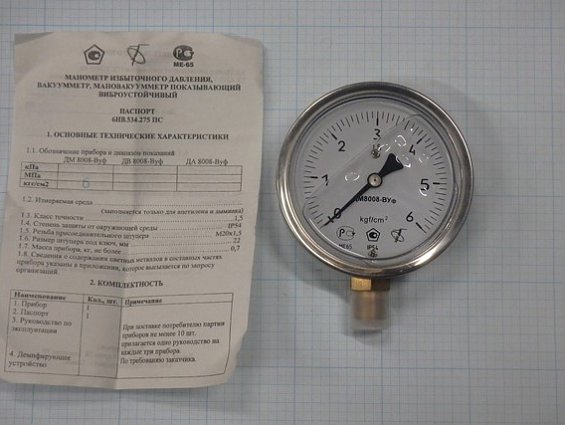 МЕ-65
МАНОМЕТР ИЗБЫТОЧНОГО ДАВЛЕНИЯ,
ВАКУУММЕТР, МАНОВАКУУММЕТР ПОКАЗЫВАЮЩИЙ
ВИБРОУСТОЙЧИВЫЙ
ПАСПОРТ
6НВ.534.275 ПС
1. ОСНОВНЫЕ ТЕХНИЧЕСКИЕ ХАРАКТЕРИСТИКИ
1.1. Обозначение прибора и диапазон показаний
ДМ 8008-Вуф ДВ 8008-Вуф ДА 8008-Вуф
кПа
МПа
кгс/см2 6
1.2. Измеряемая среда
(заполняется только для ацетилена и аммиака)
1.3. Класс точности 1,5
1.4. Степень защиты от окружающей среды IP54
1.5. Резьба присоединительного штуцера М20х1,5
1.6. Размер штуцера под ключ, мм 22
1.7. Масса прибора, кг, не более 0,7
1.8. Сведения о содержании цветных металлов в составных частях
прибора указаны в приложении, которое высылается по запросу
организаций.
2. КОМПЛЕКТНОСТЬ
Наименование Кол., шт. Примечание
1. Прибор 1
2. Паспорт 1
3. Руководство по
эксплуатации
При поставке потребителю партии
приборов не менее 10 шт.
прилагается одно руководство на
каждые три прибора.
4. Демпфирующее
устройство
По требованию заказчика.
0
1
2
3
4
5
6
ДМ8008-ВУф
kgf/cm²
МЕ65
IP54